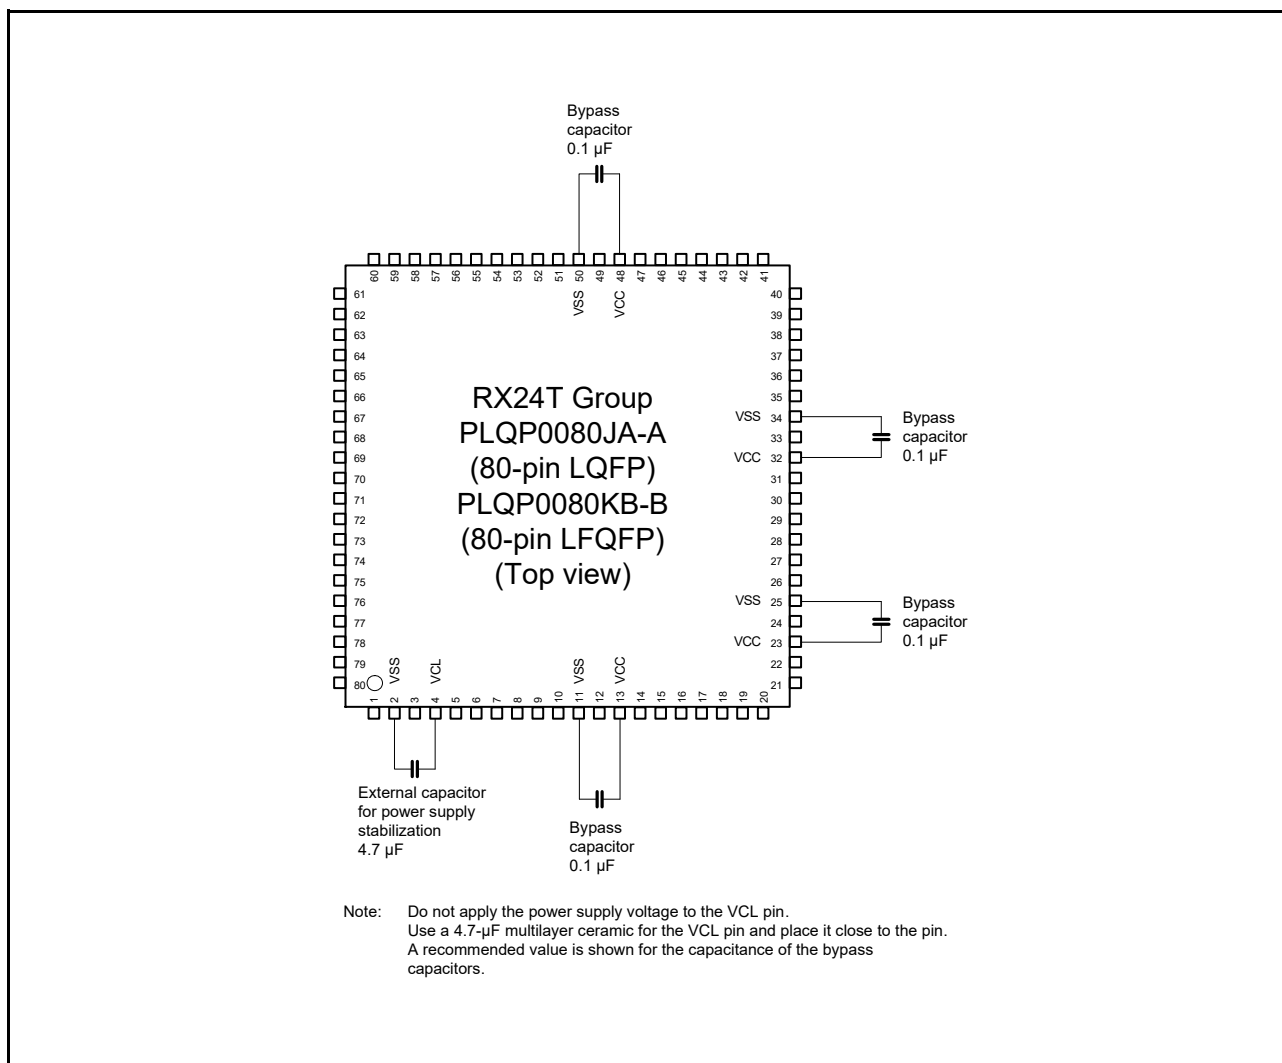 Bypass
capacitor
0.1 µF
60 59 58 57 56 55 54 53 52 51 50 49 48 47 46 45 44 43 42 41
VSS VCC
61
62
63
64
65
66
67
68
69
70
71
72
73
74
75
76
77
78
79
80
RX24T Group
PLQP0080JA-A
(80-pin LQFP)
PLQP0080KB-B
(80-pin LFQFP)
(Top view)
40
39
38
37
36
35
VSS 34
33
VCC 32
31
30
29
28
27
26
VSS 25
24
VCC 23
22
21
Bypass
capacitor
0.1 µF
Bypass
capacitor
0.1 µF
VSS VCL VSS VCC
1 2 3 4 5 6 7 8 9 10 11 12 13 14 15 16 17 18 19 20
External capacitor
for power supply
stabilization
4.7 µF
Bypass
capacitor
0.1 µF
Note: Do not apply the power supply voltage to the VCL pin.
Use a 4.7-µF multilayer ceramic for the VCL pin and place it close to the pin.
A recommended value is shown for the capacitance of the bypass
capacitors.